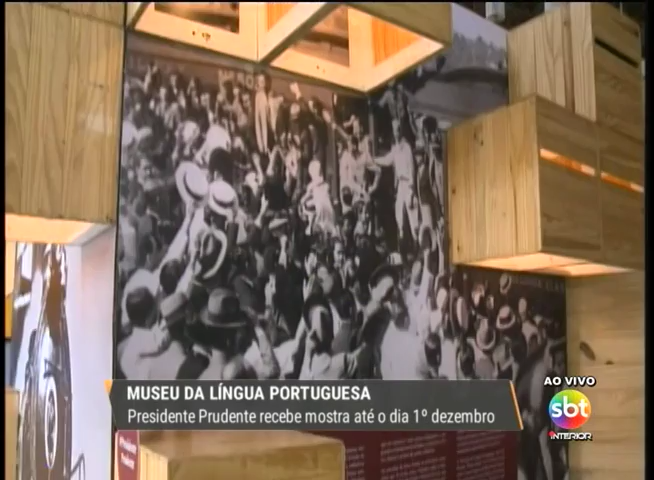 MUSEU DA LÍNGUA PORTUGUESA
Presidente Prudente recebe mostra até o dia 1º dezembro
AO VIVO
sbt
INTERIOR